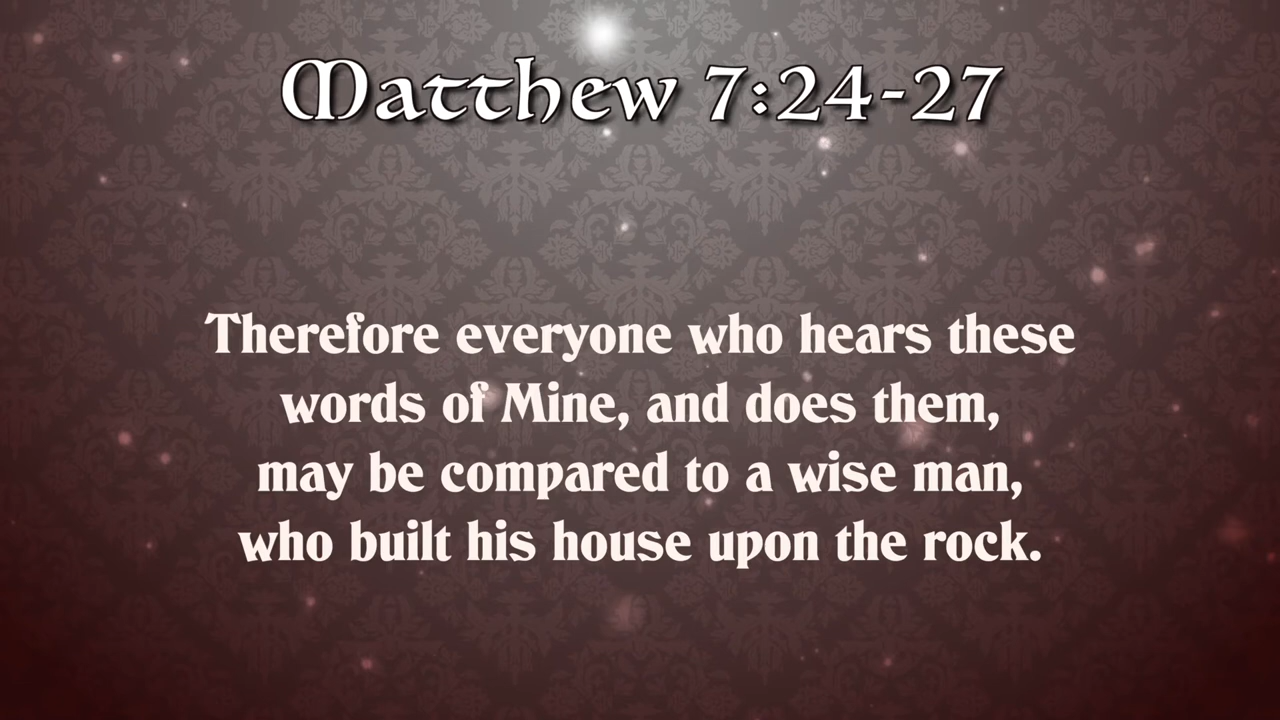 Matthew 7:24-27
Therefore everyone who hears these
words of Mine, and does them,
may be compared to a wise man,
who built his house upon the rock.